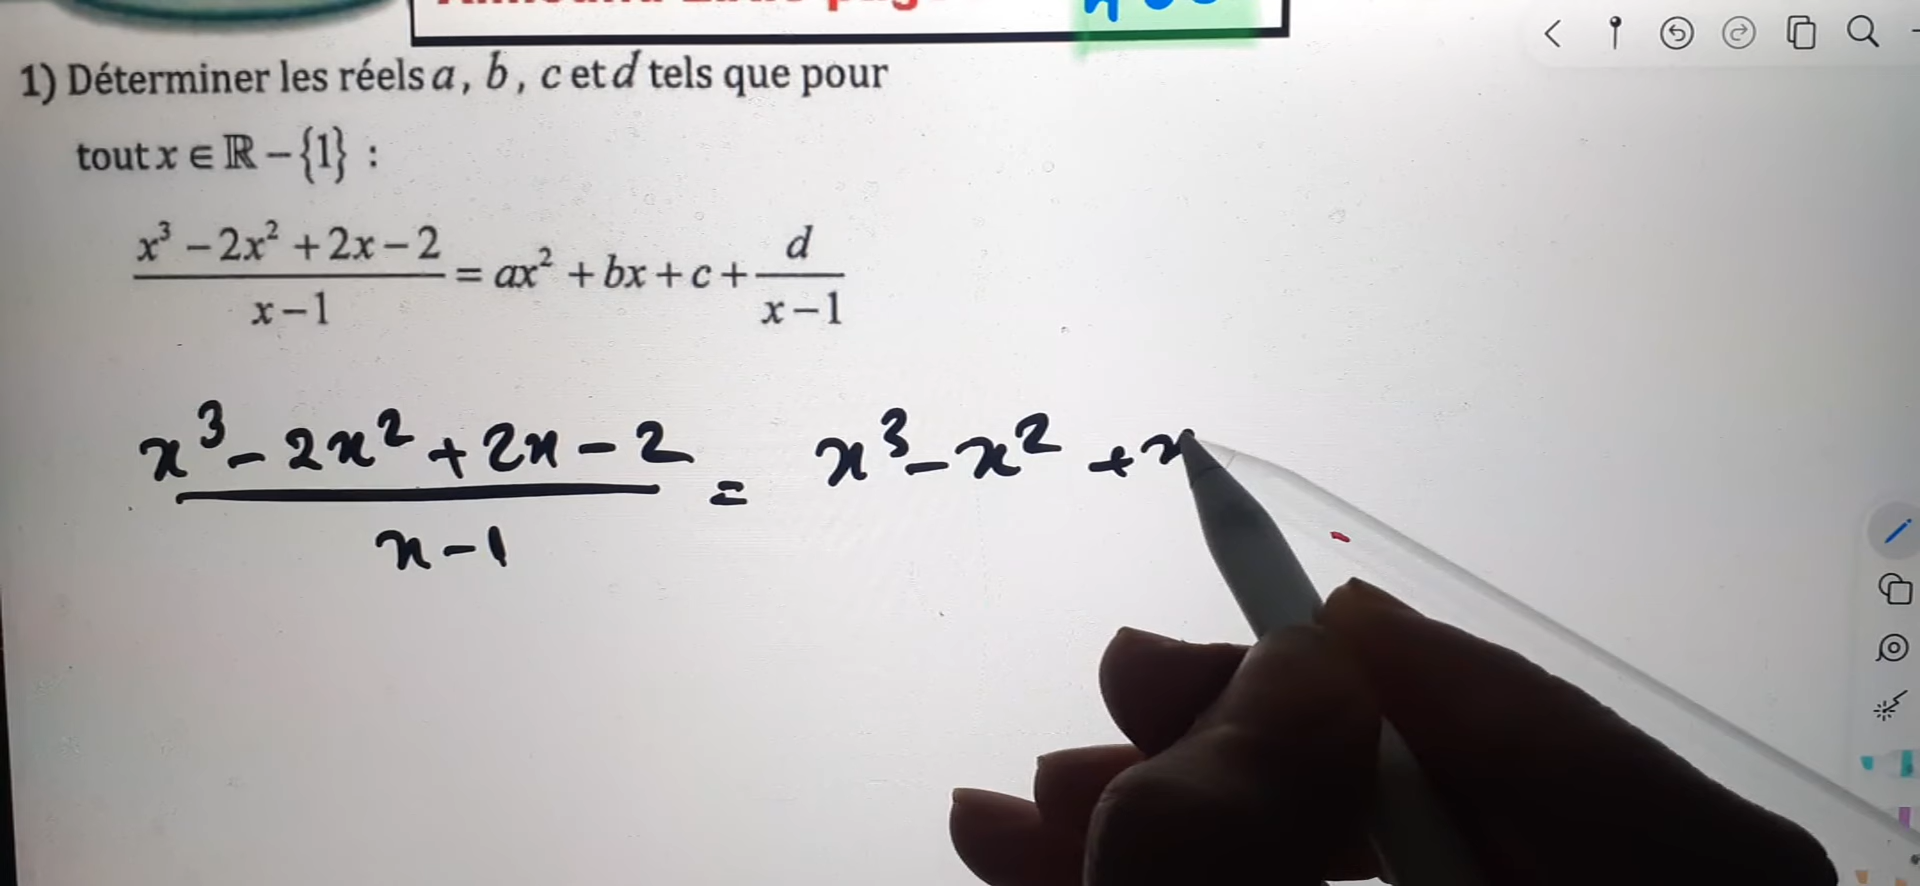 1) Déterminer les réels a, b, c et d tels que pour
tout x ∈ ℝ − {1} :
x³ − 2x² + 2x − 2 / x − 1 = ax² + bx + c + d / x − 1
x³ − 2x² + 2x − 2 / x − 1 = x³ − x² + x